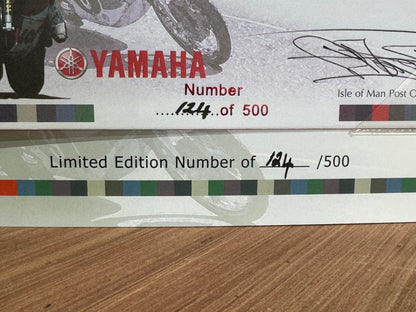 YAMAHA
Number
124 of 500
Isle of Man Post O
Limited Edition Number of 124 /500